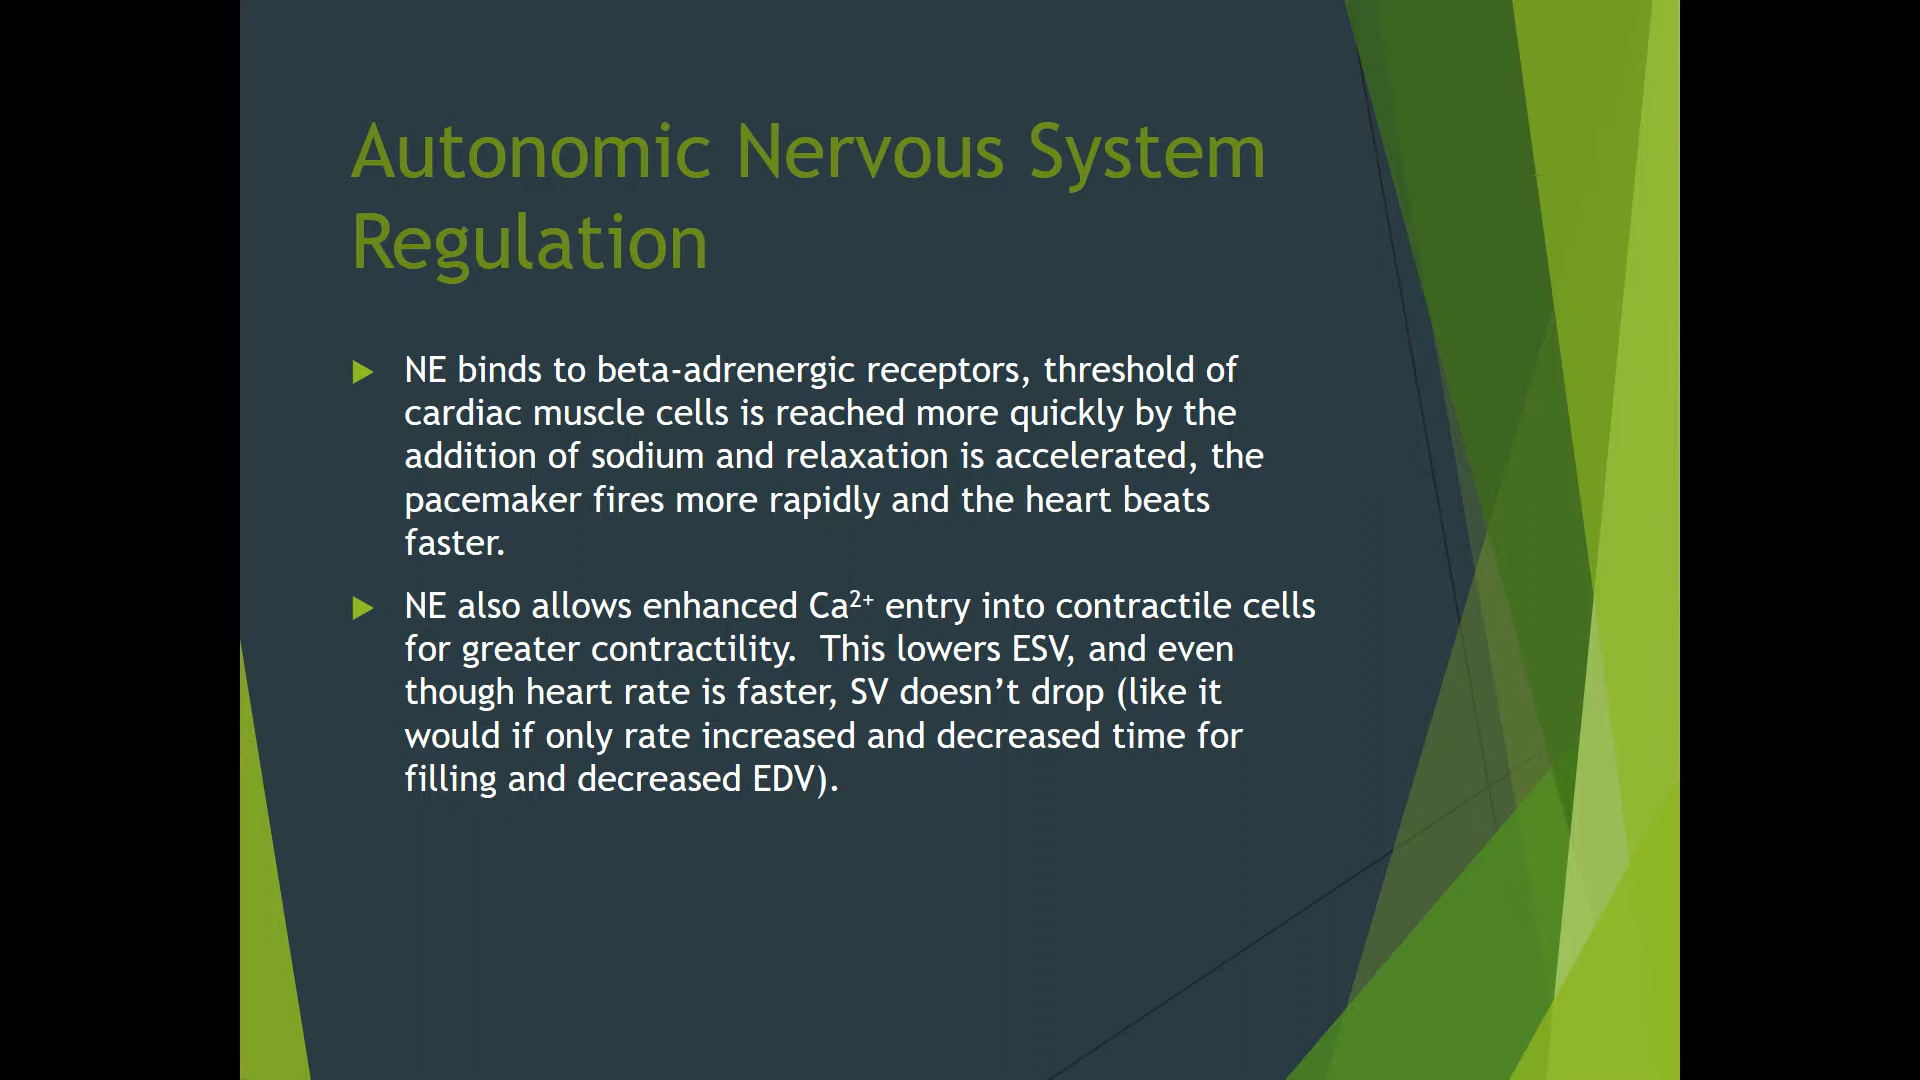 Autonomic Nervous System
Regulation
NE binds to beta-adrenergic receptors, threshold of
cardiac muscle cells is reached more quickly by the
addition of sodium and relaxation is accelerated, the
pacemaker fires more rapidly and the heart beats
faster.
NE also allows enhanced Ca²⁺ entry into contractile cells
for greater contractility.  This lowers ESV, and even
though heart rate is faster, SV doesn’t drop (like it
would if only rate increased and decreased time for
filling and decreased EDV).